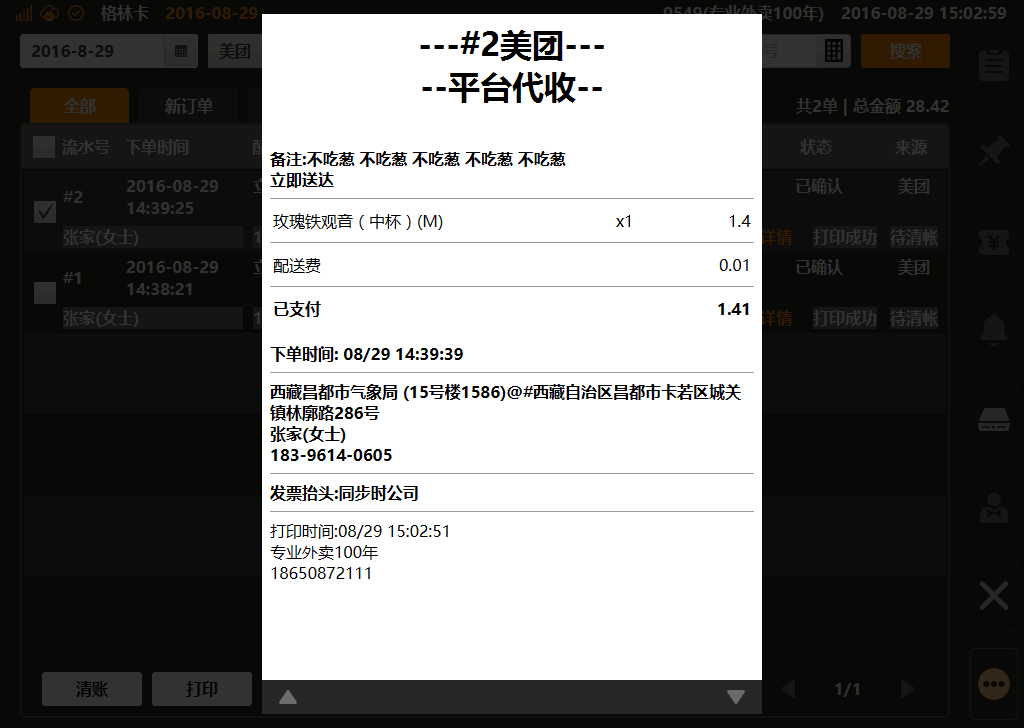 格林卡 2016-08-29 0549(专业外卖100年) 2016-08-29 15:02:59
2016-8-29 美团 号 搜索
全部 新订单 共2单 | 总金额 28.42
流水号 下单时间 状态 来源
#2 2016-08-29 14:39:25 已确认 美团
张家(女士) 详情 打印成功 待清帐
#1 2016-08-29 14:38:21 已确认 美团
张家(女士) 详情 打印成功 待清帐
清账 打印 1/1
---#2美团---
--平台代收--
备注:不吃葱 不吃葱 不吃葱 不吃葱 不吃葱
立即送达
玫瑰铁观音（中杯）(M) x1 1.4
配送费 0.01
已支付 1.41
下单时间: 08/29 14:39:39
西藏昌都市气象局 (15号楼1586)@#西藏自治区昌都市卡若区城关
镇林廓路286号
张家(女士)
183-9614-0605
发票抬头:同步时公司
打印时间:08/29 15:02:51
专业外卖100年
18650872111